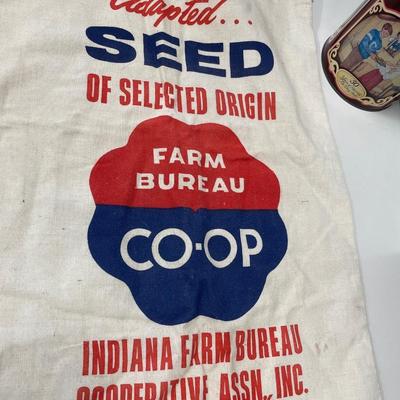 Adapted...
SEED
OF SELECTED ORIGIN
FARM
BUREAU
CO-OP
INDIANA FARM BUREAU
COOPERATIVE ASSN., INC.